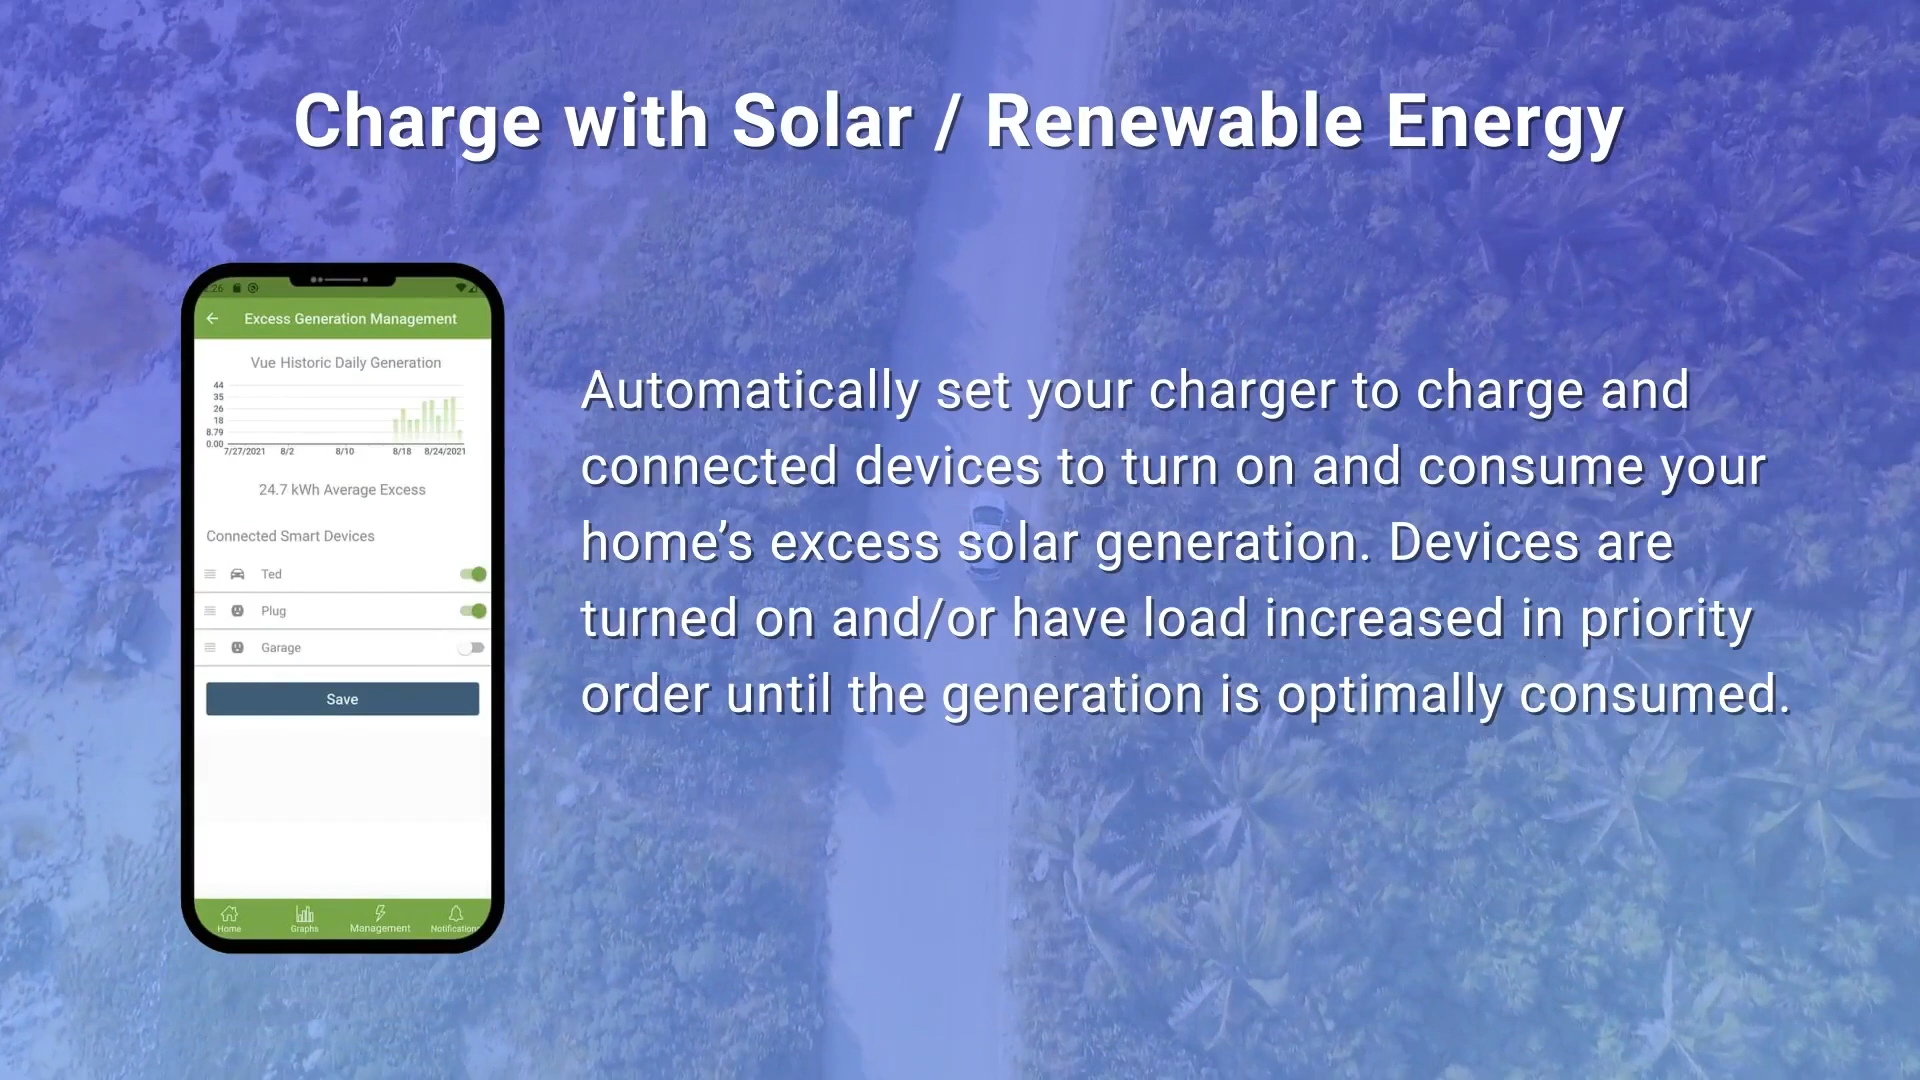 Charge with Solar / Renewable Energy
Excess Generation Management
Vue Historic Daily Generation
44
35
26
18
8.79
0.00
7/27/2021 8/2 8/10 8/18 8/24/2021
24.7 kWh Average Excess
Connected Smart Devices
Ted
Plug
Garage
Save
Home Graphs Management Notifications
Automatically set your charger to charge and
connected devices to turn on and consume your
home’s excess solar generation. Devices are
turned on and/or have load increased in priority
order until the generation is optimally consumed.